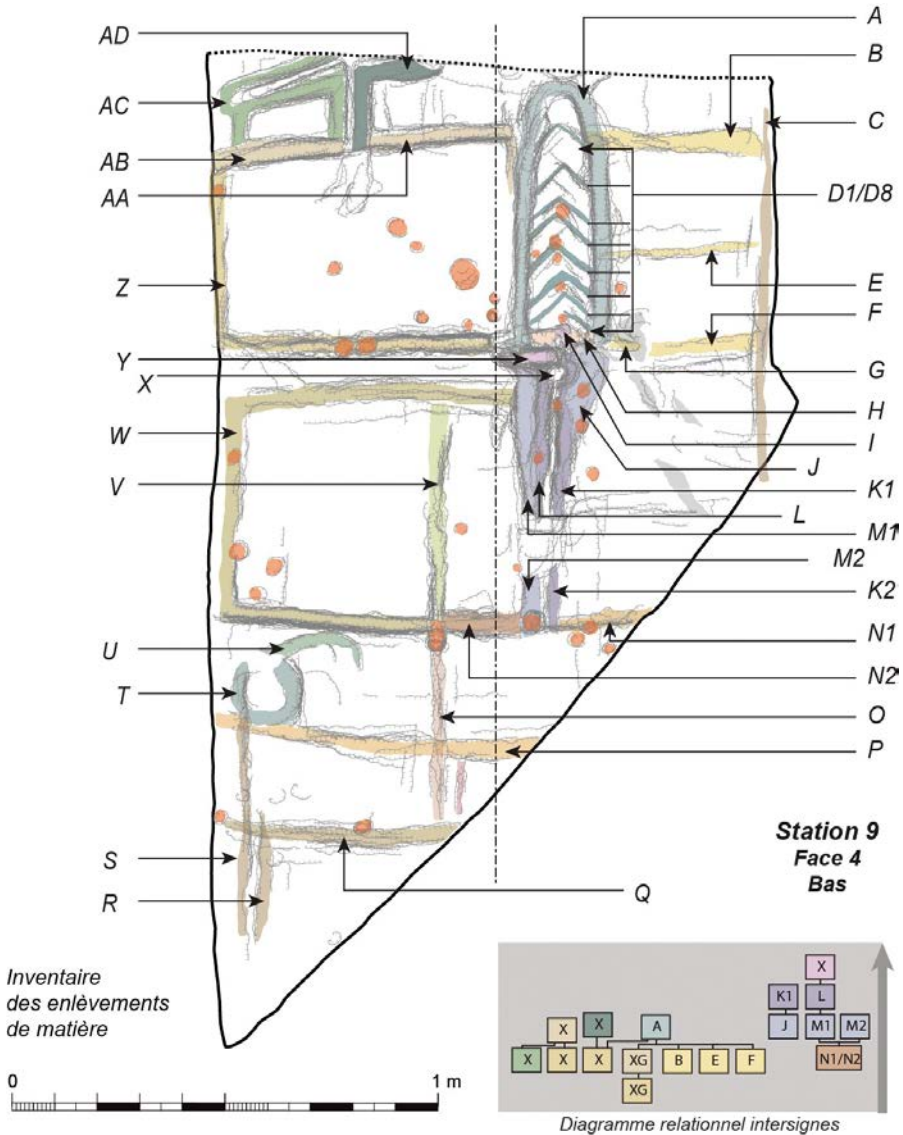 AD
A
B
AC
C
AB
AA
D1/D8
Z
E
F
Y
G
X
H
W
I
V
J
K1
L
M1
M2
K2
U
N1
N2
T
O
P
Station 9
Face 4
Bas
S
R
Q
Inventaire
des enlèvements
de matière
0
1 m
X
K1 L
X X A J M1 M2
X X X XG B E F N1/N2
XG
Diagramme relationnel intersignes